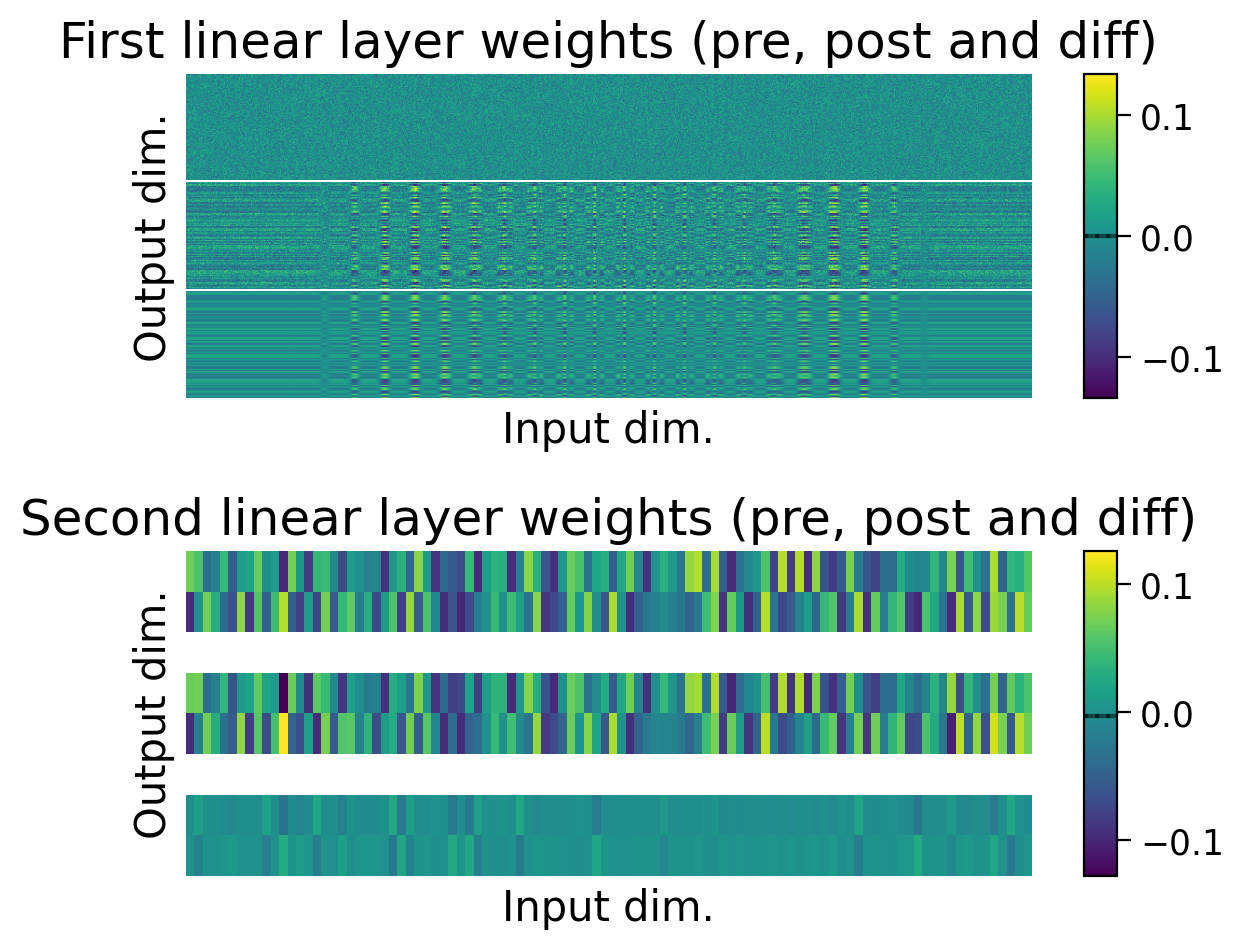 First linear layer weights (pre, post and diff)
Output dim.
0.1
0.0
−0.1
Input dim.
Second linear layer weights (pre, post and diff)
Output dim.
0.1
0.0
−0.1
Input dim.